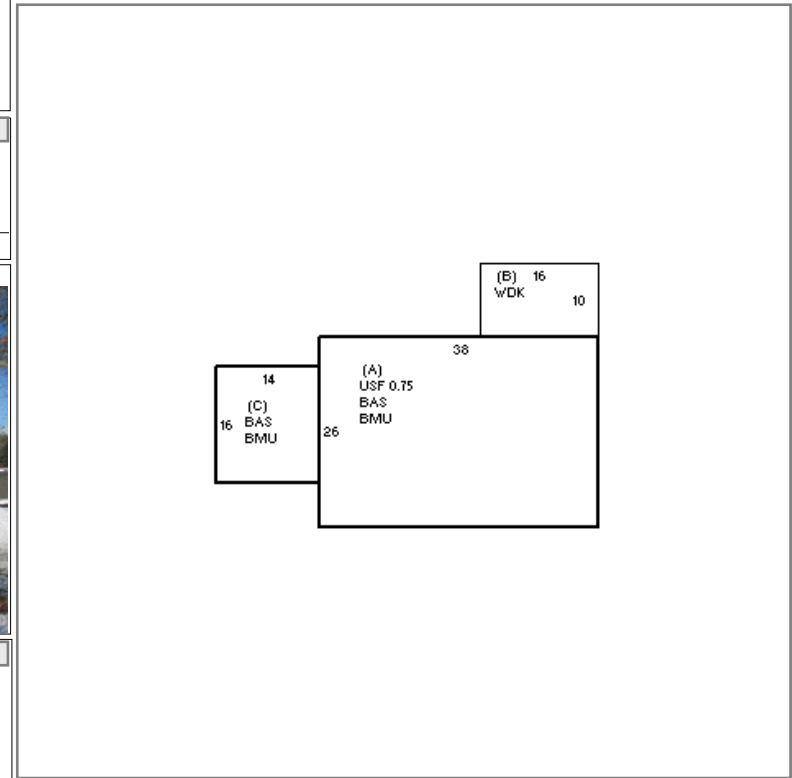 (B) 16
WDK
10
38
(A)
USF 0.75
BAS
BMU
26
14
(C)
16 BAS
BMU